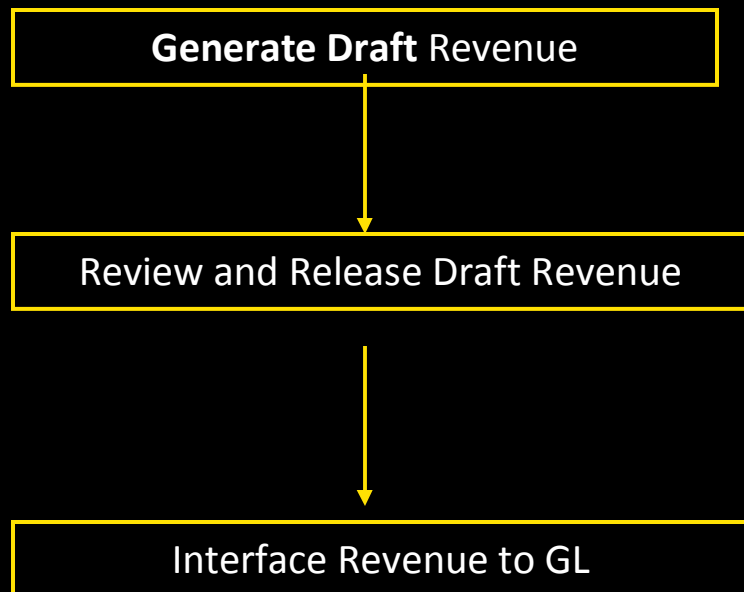 Generate Draft Revenue
Review and Release Draft Revenue
Interface Revenue to GL